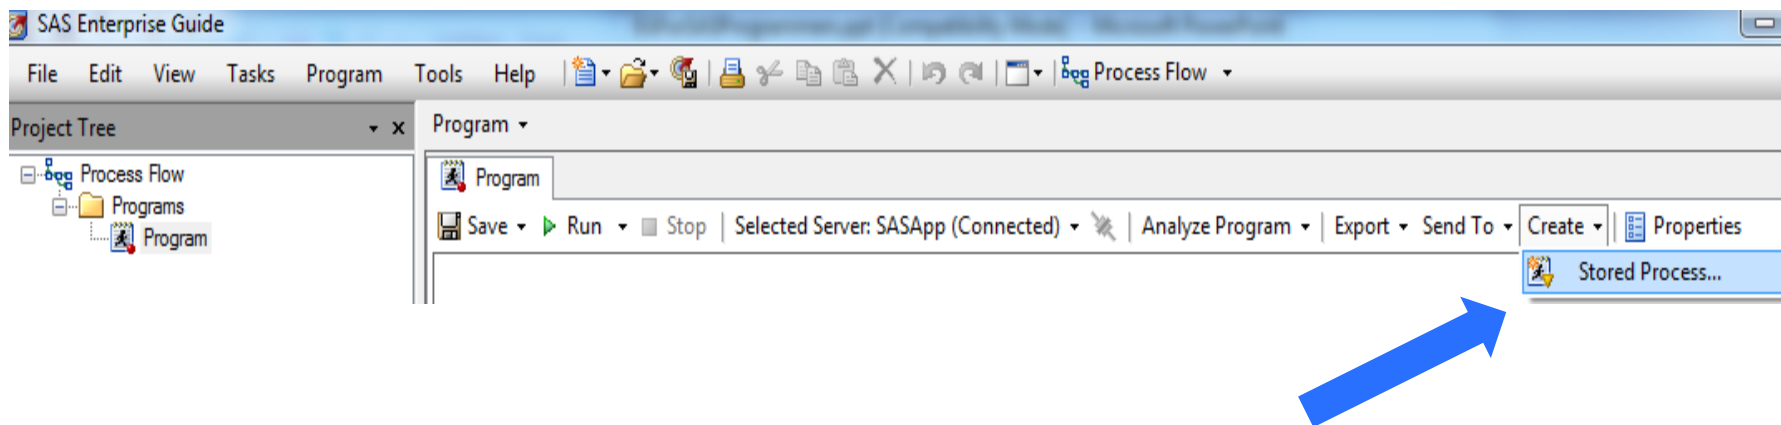 SAS Enterprise Guide
File Edit View Tasks Program Tools Help Process Flow
Project Tree
Program
Process Flow
Program
Programs
Save Run Stop Selected Server: SASApp (Connected) Analyze Program Export Send To Create Properties
Program
Stored Process...